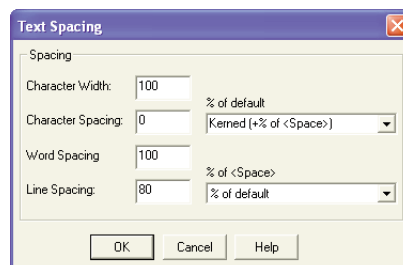 Text Spacing
Spacing
Character Width: 100
% of default
Character Spacing: 0 Kerned (+% of <Space>)
Word Spacing 100
% of <Space>
Line Spacing: 80 % of default
OK Cancel Help